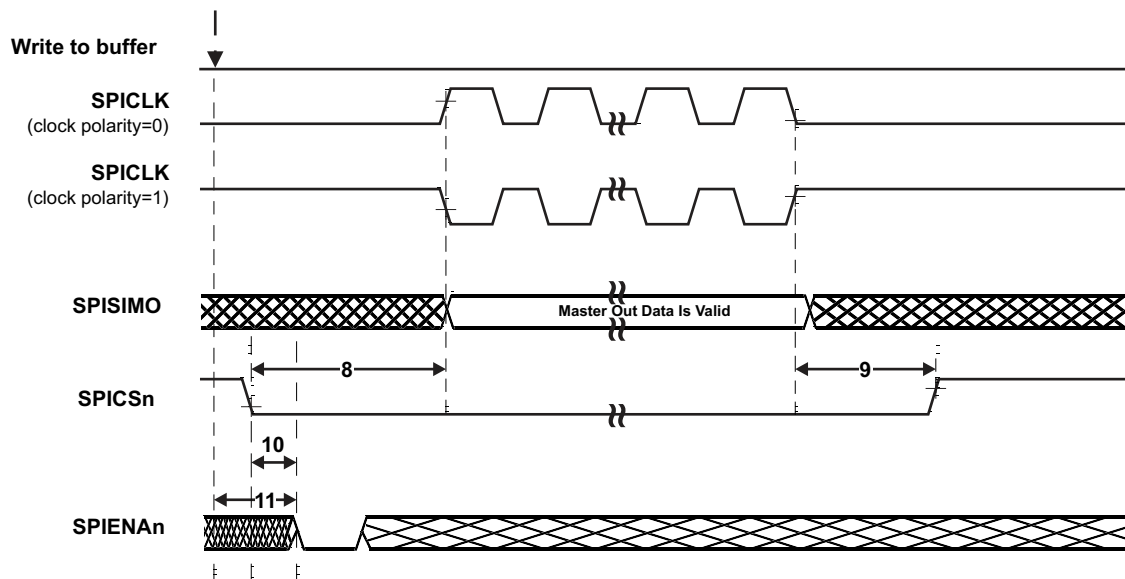 Write to buffer
SPICLK
(clock polarity=0)
SPICLK
(clock polarity=1)
SPISIMO
Master Out Data Is Valid
8
9
SPICSn
10
11
SPIENAn